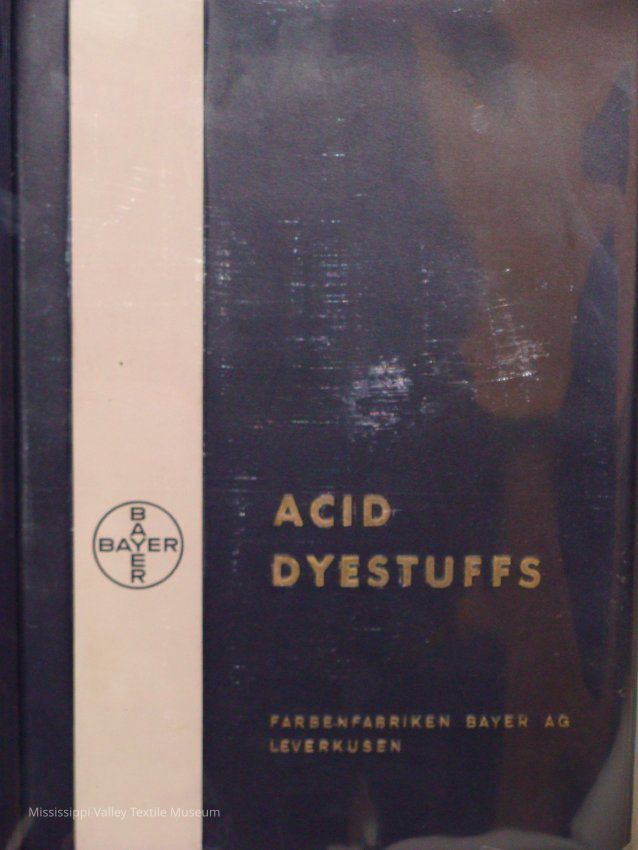 BAYER
BAYER
ACID
DYESTUFFS
FARBENFABRIKEN BAYER AG
LEVERKUSEN
Mississippi Valley Textile Museum